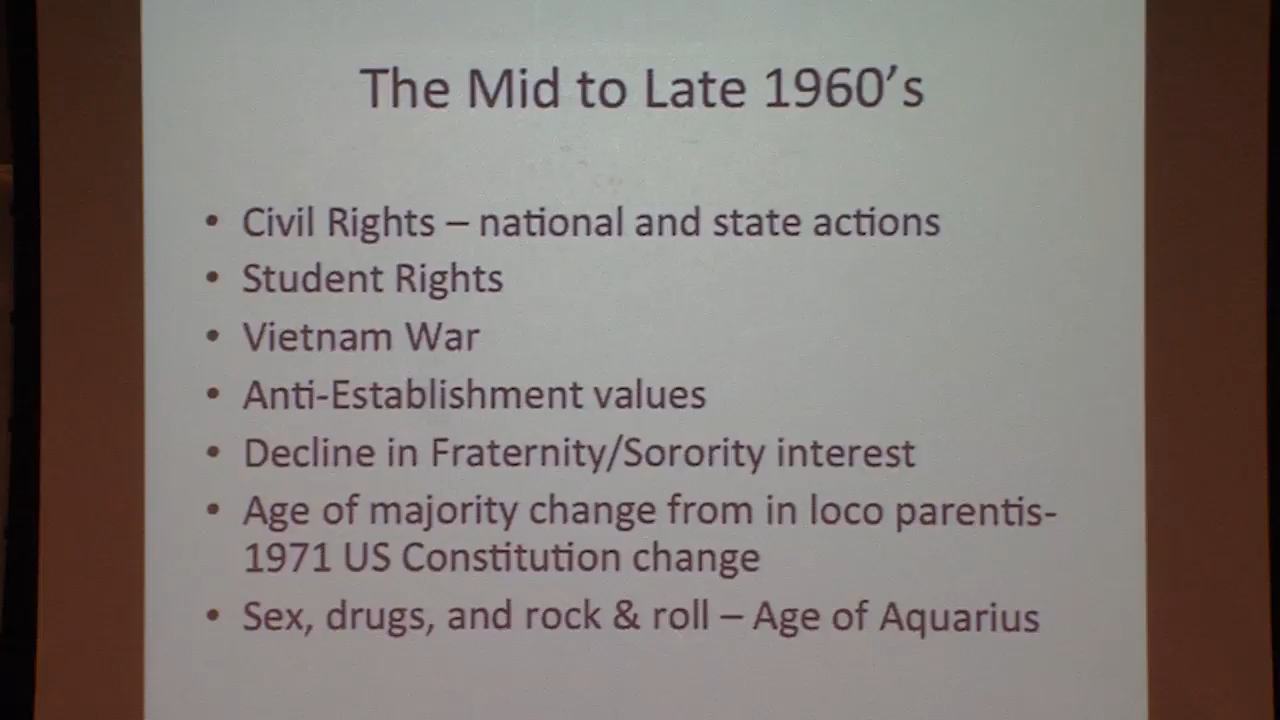 The Mid to Late 1960’s
• Civil Rights – national and state actions
• Student Rights
• Vietnam War
• Anti-Establishment values
• Decline in Fraternity/Sorority interest
• Age of majority change from in loco parentis-
1971 US Constitution change
• Sex, drugs, and rock & roll – Age of Aquarius